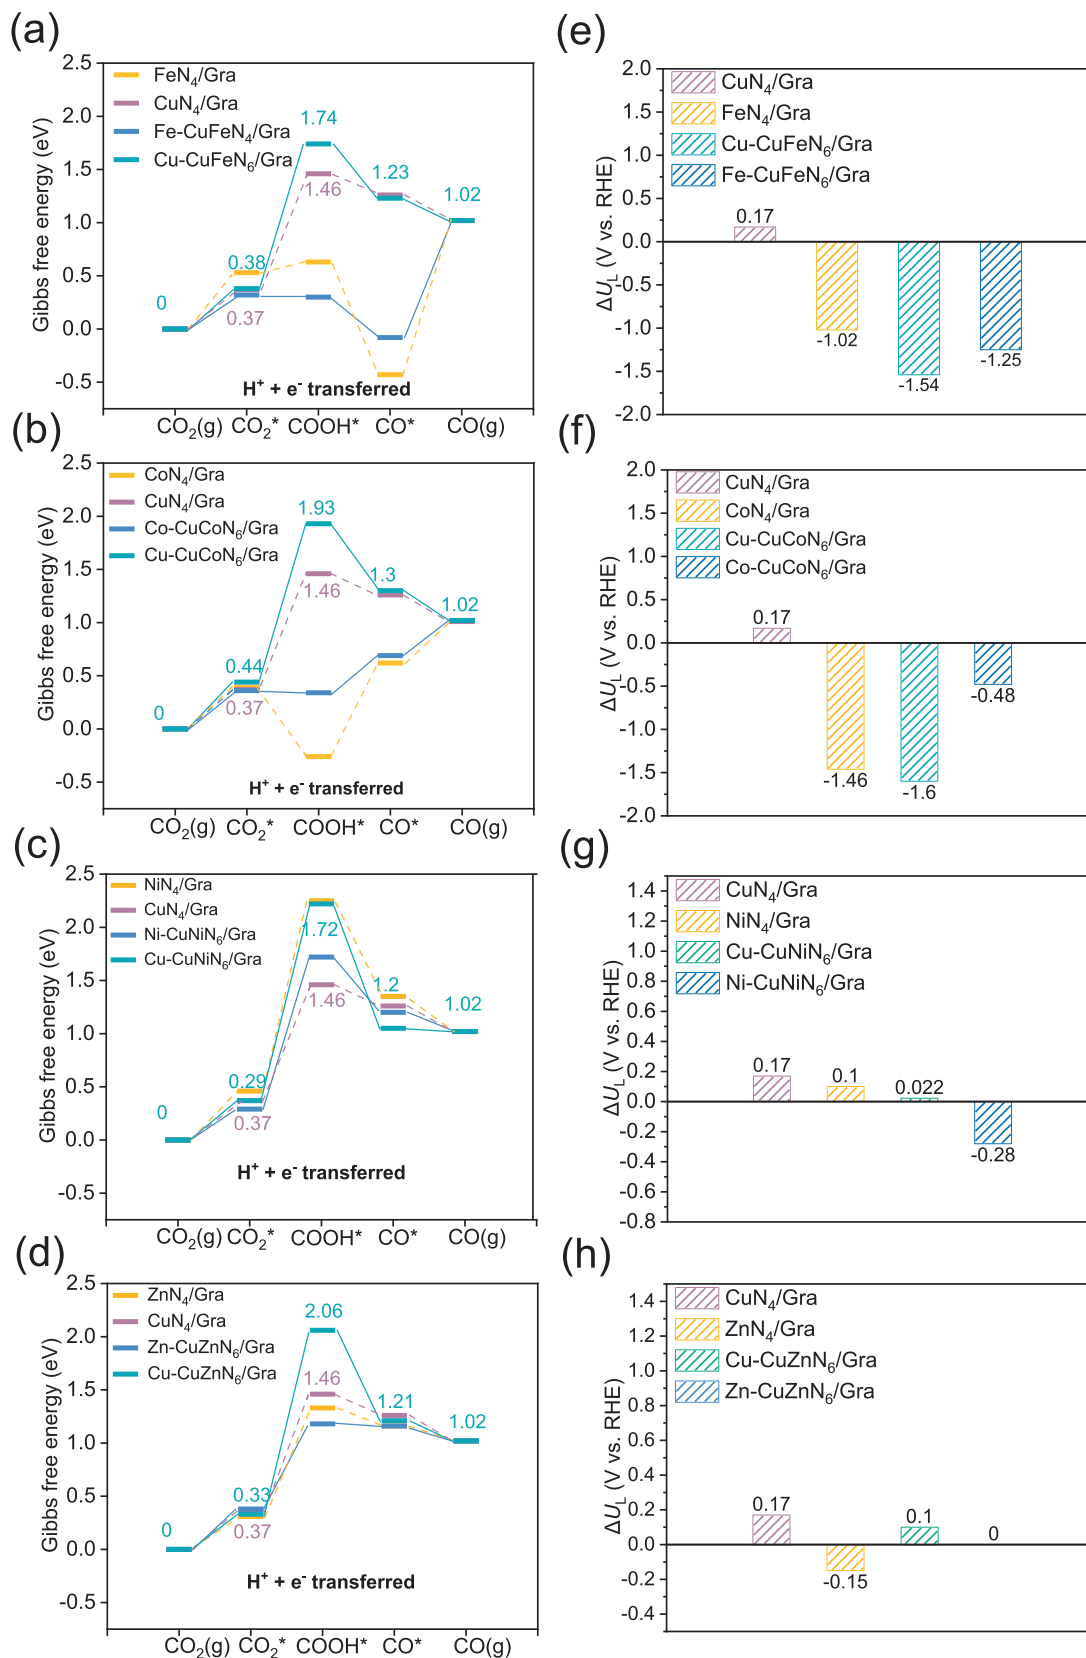 (a)
2.5
2.0
1.5
1.0
0.5
0.0
-0.5
Gibbs free energy (eV)
FeN₄/Gra
CuN₄/Gra
Fe-CuFeN₄/Gra
Cu-CuFeN₆/Gra
0
0.38
0.37
1.74
1.46
1.23
1.02
H⁺ + e⁻ transferred
CO₂(g) CO₂* COOH* CO* CO(g)
(e)
2.0
1.5
1.0
0.5
0.0
-0.5
-1.0
-1.5
-2.0
ΔU_L (V vs. RHE)
CuN₄/Gra
FeN₄/Gra
Cu-CuFeN₆/Gra
Fe-CuFeN₆/Gra
0.17
-1.02
-1.54
-1.25
(b)
2.5
2.0
1.5
1.0
0.5
0.0
-0.5
Gibbs free energy (eV)
CoN₄/Gra
CuN₄/Gra
Co-CuCoN₆/Gra
Cu-CuCoN₆/Gra
0
0.44
0.37
1.93
1.46
1.3
1.02
H⁺ + e⁻ transferred
CO₂(g) CO₂* COOH* CO* CO(g)
(f)
2.0
1.5
1.0
0.5
0.0
-0.5
-1.0
-1.5
-2.0
ΔU_L (V vs. RHE)
CuN₄/Gra
CoN₄/Gra
Cu-CuCoN₆/Gra
Co-CuCoN₆/Gra
0.17
-1.46
-1.6
-0.48
(c)
2.5
2.0
1.5
1.0
0.5
0.0
-0.5
Gibbs free energy (eV)
NiN₄/Gra
CuN₄/Gra
Ni-CuNiN₆/Gra
Cu-CuNiN₆/Gra
0
0.29
0.37
1.72
1.46
1.2
1.02
H⁺ + e⁻ transferred
CO₂(g) CO₂* COOH* CO* CO(g)
(g)
1.4
1.2
1.0
0.8
0.6
0.4
0.2
0.0
-0.2
-0.4
-0.6
-0.8
ΔU_L (V vs. RHE)
CuN₄/Gra
NiN₄/Gra
Cu-CuNiN₆/Gra
Ni-CuNiN₆/Gra
0.17
0.1
0.022
-0.28
(d)
2.5
2.0
1.5
1.0
0.5
0.0
-0.5
Gibbs free energy (eV)
ZnN₄/Gra
CuN₄/Gra
Zn-CuZnN₆/Gra
Cu-CuZnN₆/Gra
0
0.33
0.37
2.06
1.46
1.21
1.02
H⁺ + e⁻ transferred
CO₂(g) CO₂* COOH* CO* CO(g)
(h)
1.4
1.2
1.0
0.8
0.6
0.4
0.2
0.0
-0.2
-0.4
ΔU_L (V vs. RHE)
CuN₄/Gra
ZnN₄/Gra
Cu-CuZnN₆/Gra
Zn-CuZnN₆/Gra
0.17
-0.15
0.1
0